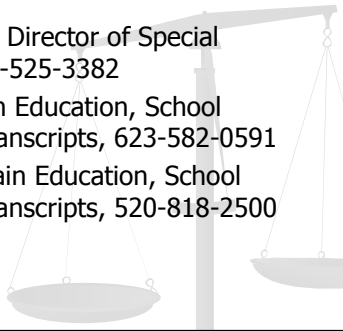 Director of Special
-525-3382
n Education, School
anscripts, 623-582-0591
ain Education, School
anscripts, 520-818-2500